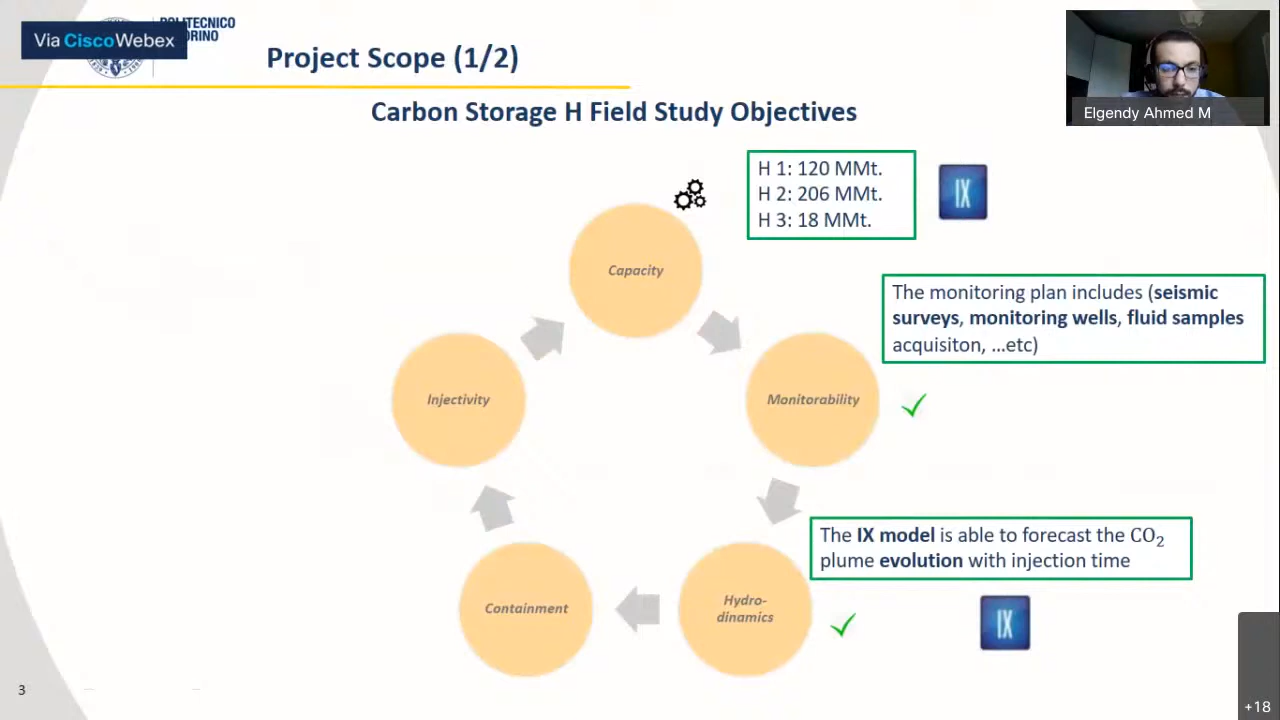 Via CiscoWebex
POLITECNICO
Project Scope (1/2)
Carbon Storage H Field Study Objectives
Elgendy Ahmed M
H 1: 120 MMt.
H 2: 206 MMt.
H 3: 18 MMt.
IX
Capacity
The monitoring plan includes (seismic
surveys, monitoring wells, fluid samples
acquisiton, ...etc)
Injectivity
Monitorability
The IX model is able to forecast the CO₂
plume evolution with injection time
Containment
Hydro-
dinamics
IX
3
+18